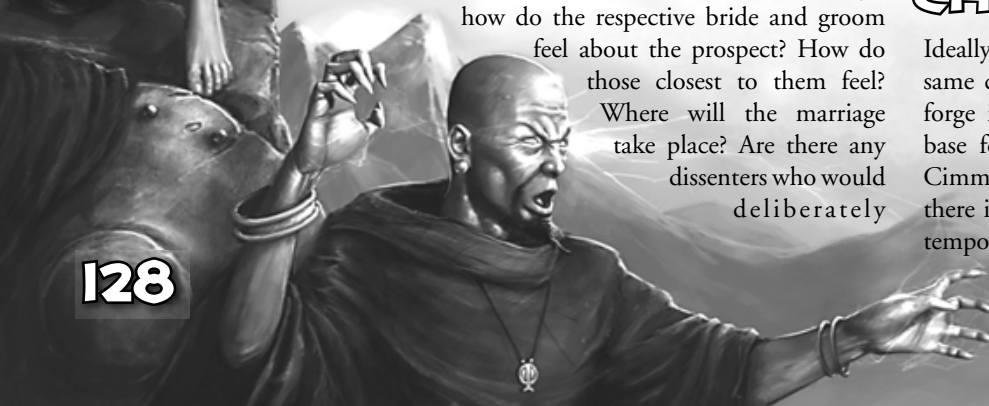 how do the respective bride and groom
feel about the prospect? How do
those closest to them feel?
Where will the marriage
take place? Are there any
dissenters who would
deliberately
Ideally
same
forge
base
Cimm
there
tempo
128